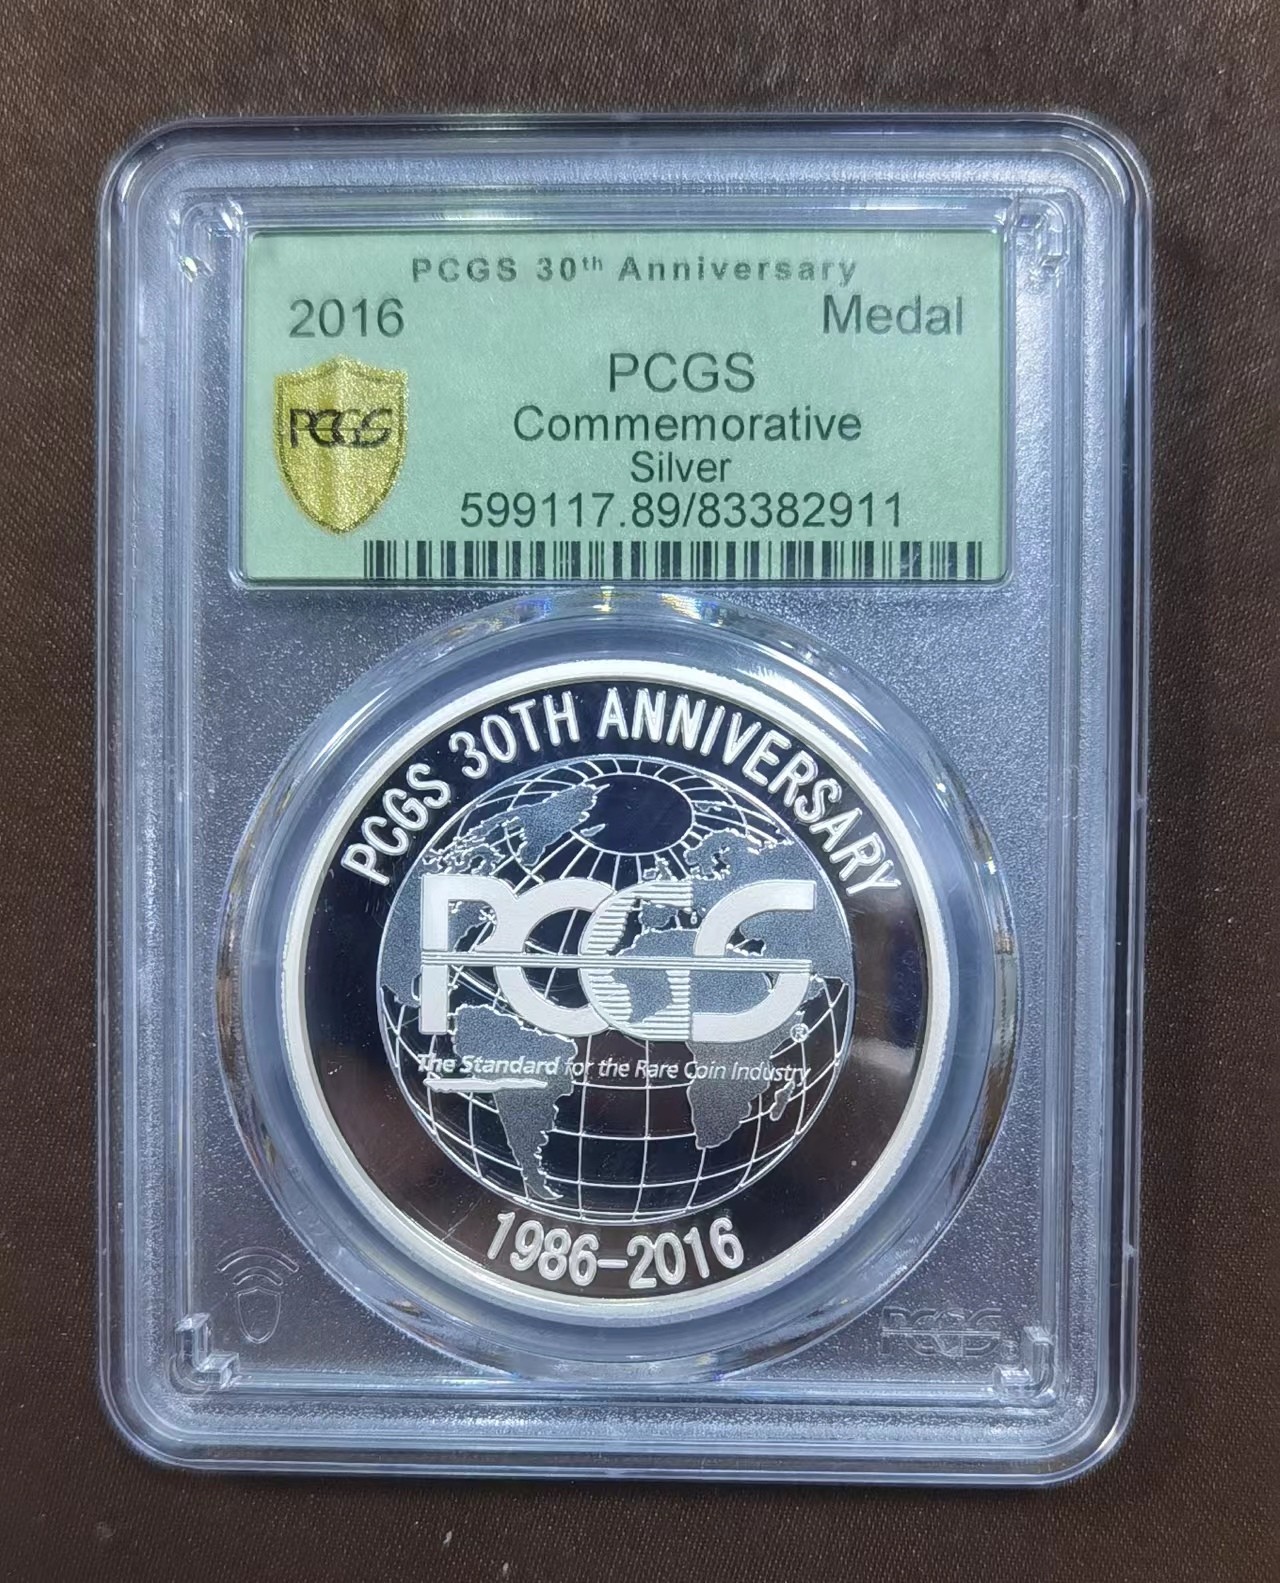 PCGS 30th Anniversary
2016 Medal
PCGS
PCGS
Commemorative
Silver
599117.89/83382911
PCGS 30TH ANNIVERSARY
PCGS®
The Standard for the Rare Coin Industry
1986-2016
PCGS